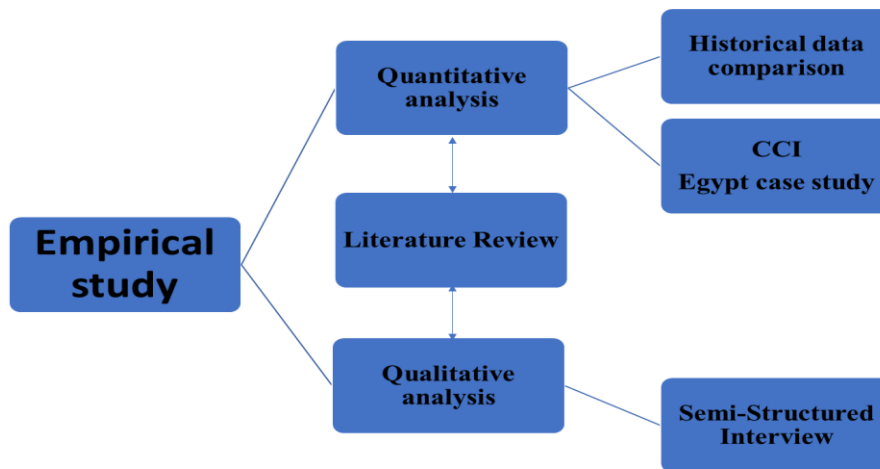 Empirical
study
Quantitative
analysis
Literature Review
Qualitative
analysis
Historical data
comparison
CCI
Egypt case study
Semi-Structured
Interview